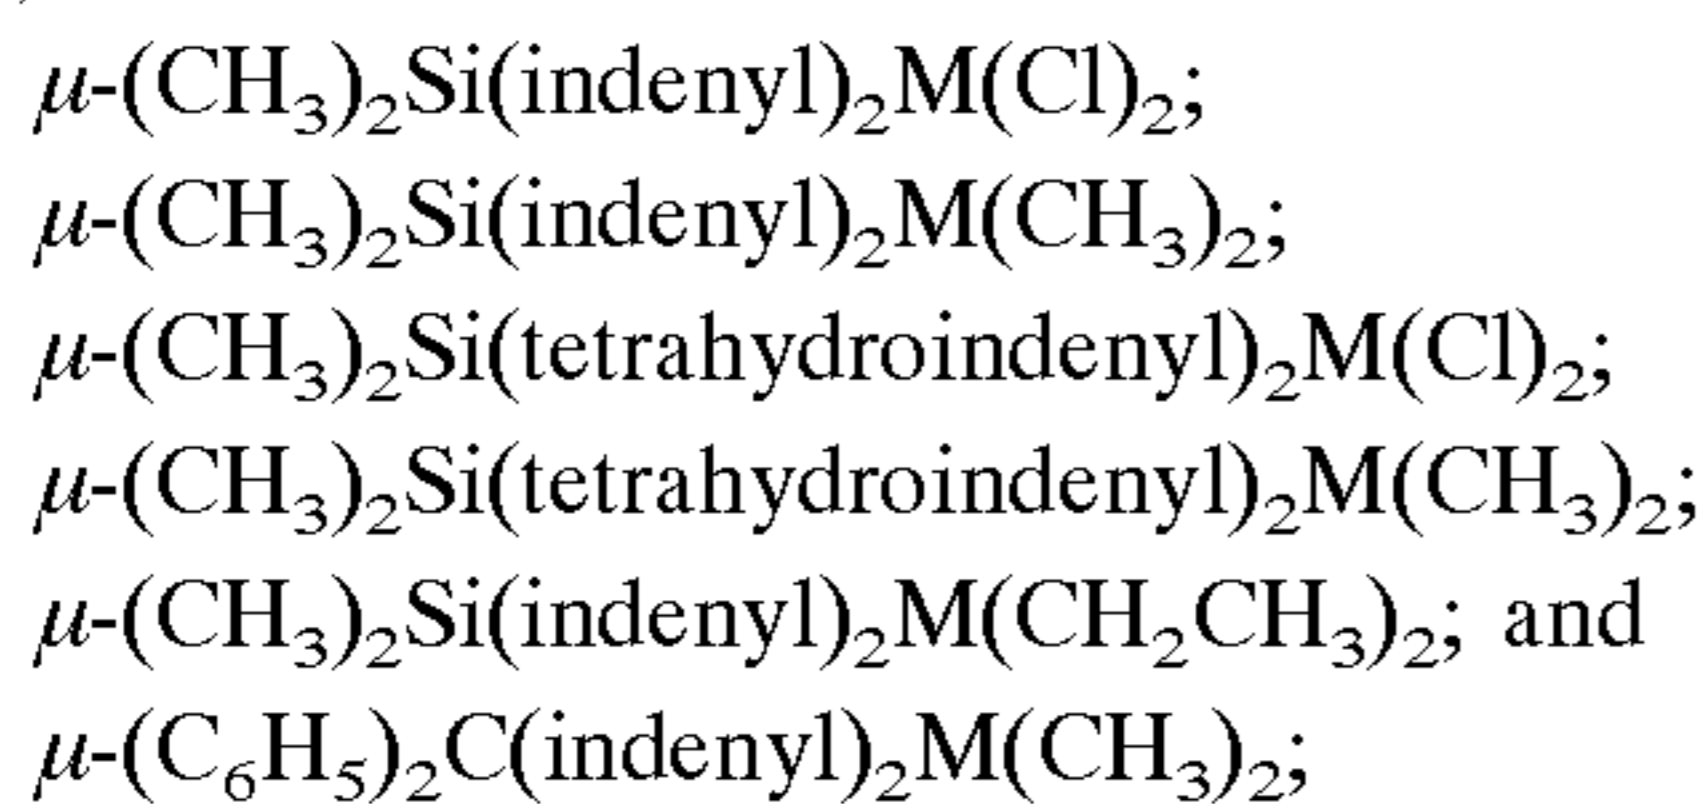 μ-(CH₃)₂Si(indenyl)₂M(Cl)₂;
μ-(CH₃)₂Si(indenyl)₂M(CH₃)₂;
μ-(CH₃)₂Si(tetrahydroindenyl)₂M(Cl)₂;
μ-(CH₃)₂Si(tetrahydroindenyl)₂M(CH₃)₂;
μ-(CH₃)₂Si(indenyl)₂M(CH₂CH₃)₂; and
μ-(C₆H₅)₂C(indenyl)₂M(CH₃)₂;